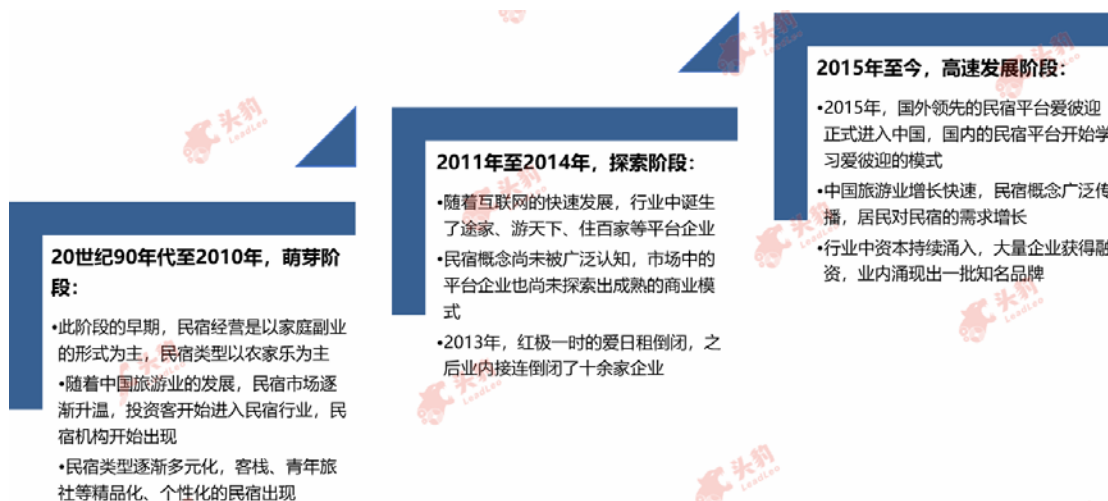 20世纪90年代至2010年，萌芽阶
段：
•此阶段的早期，民宿经营是以家庭副业
的形式为主，民宿类型以农家乐为主
•随着中国旅游业的发展，民宿市场逐
渐升温，投资客开始进入民宿行业，民
宿机构开始出现
•民宿类型逐渐多元化，客栈、青年旅
社等精品化、个性化的民宿出现
2011年至2014年，探索阶段：
•随着互联网的快速发展，行业中诞生
了途家、游天下、住百家等平台企业
•民宿概念尚未被广泛认知，市场中的
平台企业也尚未探索出成熟的商业模
式
•2013年，红极一时的爱日租倒闭，之
后业内接连倒闭了十余家企业
2015年至今，高速发展阶段：
•2015年，国外领先的民宿平台爱彼迎
正式进入中国，国内的民宿平台开始学
习爱彼迎的模式
•中国旅游业增长快速，民宿概念广泛传
播，居民对民宿的需求增长
•行业中资本持续涌入，大量企业获得融
资，业内涌现出一批知名品牌
头豹
LeadLeo